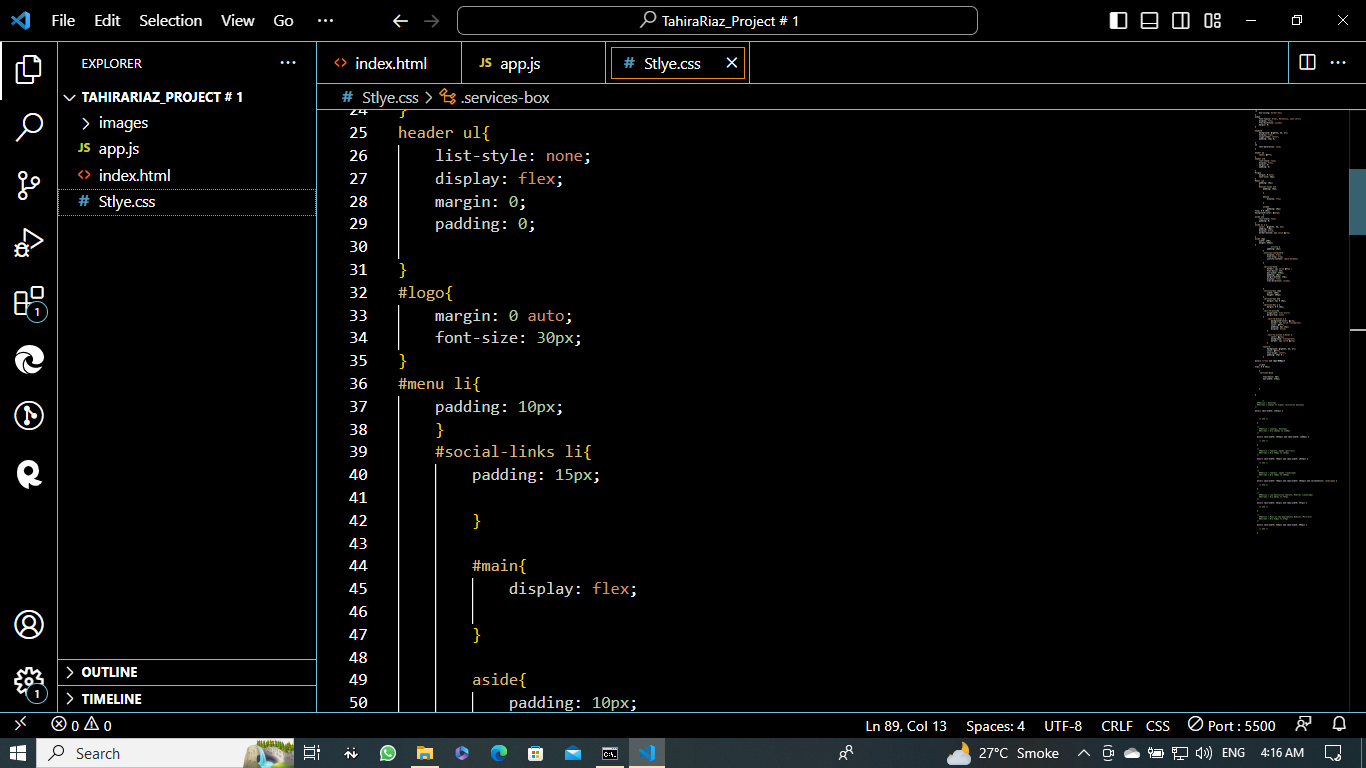 File Edit Selection View Go ··· TahiraRiaz_Project # 1
EXPLORER ···
TAHIRARIAZ_PROJECT # 1
images
JS app.js
<> index.html
# Stlye.css
OUTLINE
TIMELINE
1
1
<> index.html JS app.js # Stlye.css
# Stlye.css > .services-box
24 }
25 header ul{
26 list-style: none;
27 display: flex;
28 margin: 0;
29 padding: 0;
30
31 }
32 #logo{
33 margin: 0 auto;
34 font-size: 30px;
35 }
36 #menu li{
37 padding: 10px;
38 }
39 #social-links li{
40 padding: 15px;
41
42 }
43
44 #main{
45 display: flex;
46
47 }
48
49 aside{
50 padding: 10px;
0 0 Ln 89, Col 13 Spaces: 4 UTF-8 CRLF CSS Port : 5500
Search 27°C Smoke ENG 4:16 AM